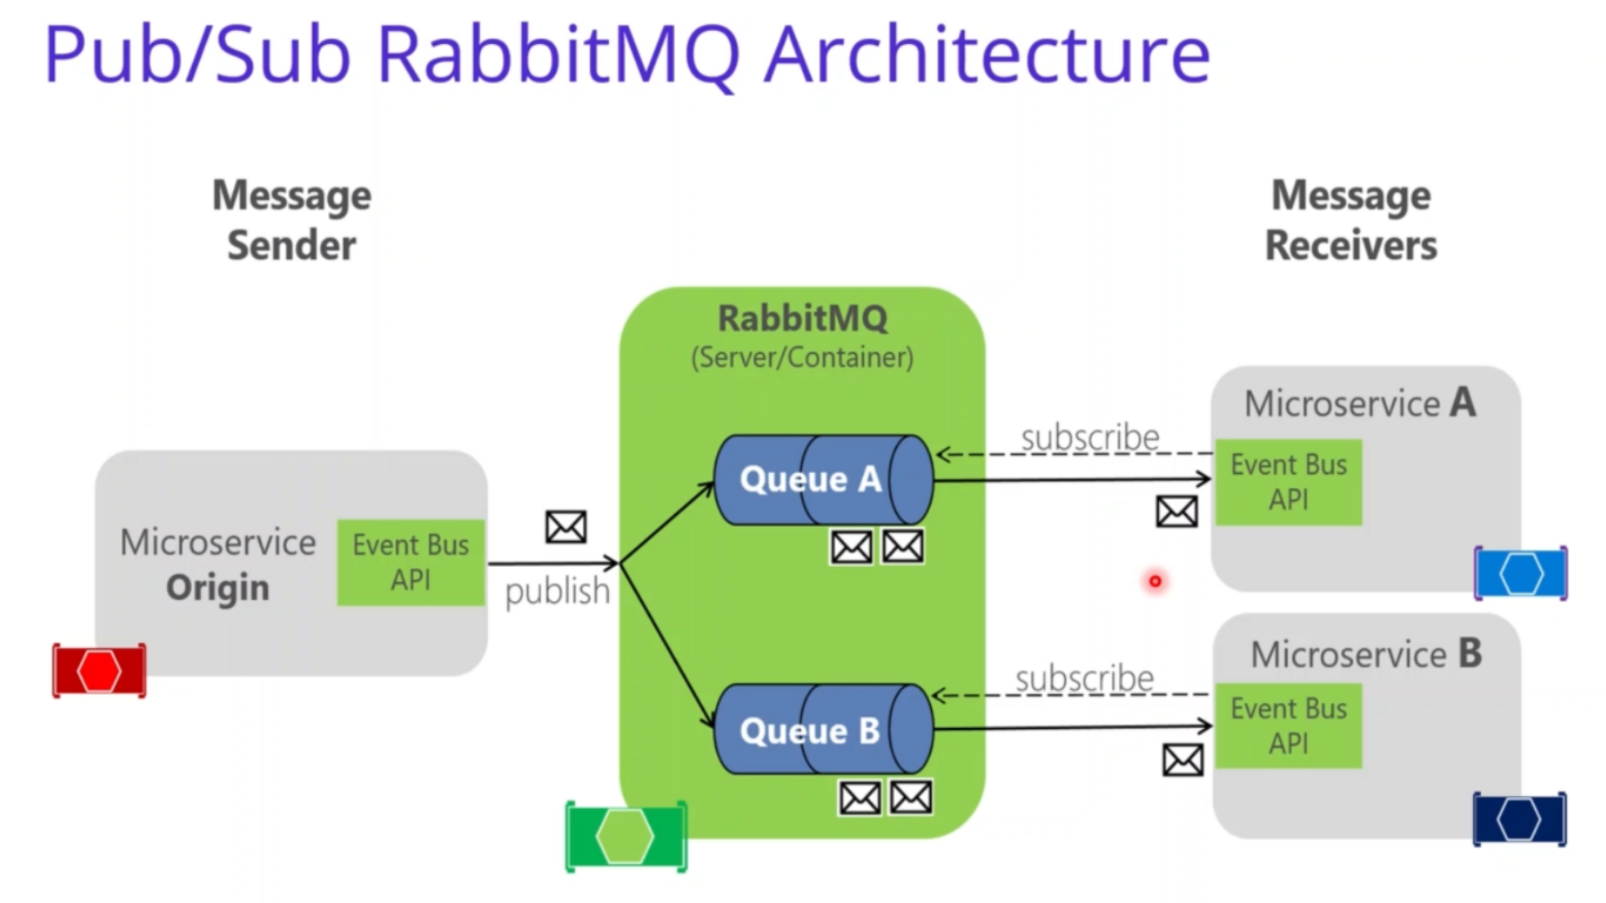 Pub/Sub RabbitMQ Architecture
Message
Sender
Message
Receivers
RabbitMQ
(Server/Container)
Microservice
Origin
Event Bus
API
publish
Queue A
Queue B
subscribe
Microservice A
Event Bus
API
subscribe
Microservice B
Event Bus
API